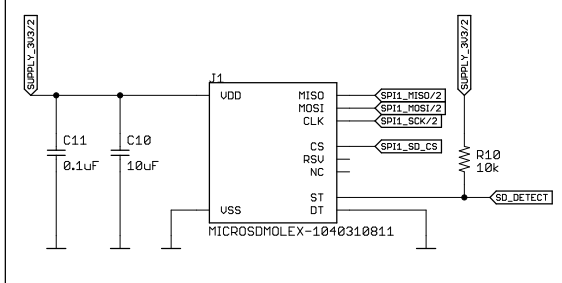 SUPPLY_3V3/2
SUPPLY_3V3/2
J1
VDD
MISO
SPI1_MISO/2
MOSI
SPI1_MOSI/2
CLK
SPI1_SCK/2
C11
0.1uF
C10
10uF
CS
SPI1_SD_CS
RSV
NC
R10
10k
ST
SD_DETECT
VSS
DT
MICROSDMOLEX-1040310811